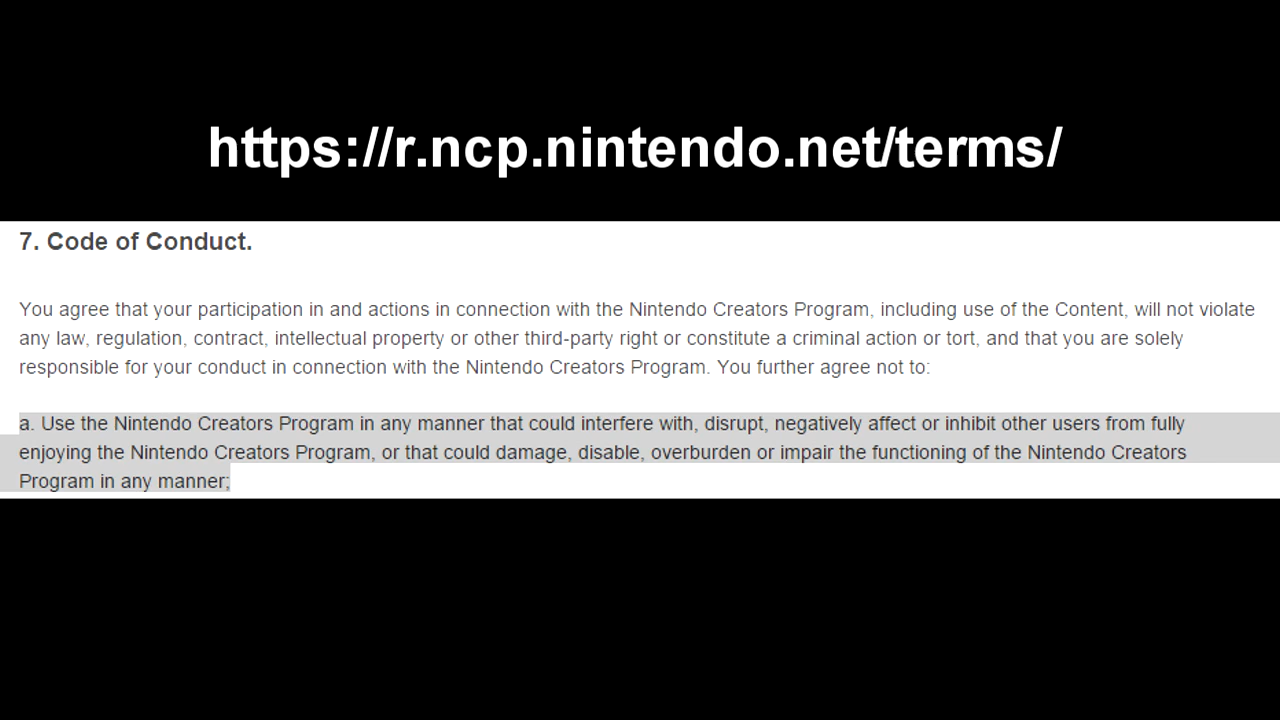 https://r.ncp.nintendo.net/terms/
7. Code of Conduct.
You agree that your participation in and actions in connection with the Nintendo Creators Program, including use of the Content, will not violate
any law, regulation, contract, intellectual property or other third-party right or constitute a criminal action or tort, and that you are solely
responsible for your conduct in connection with the Nintendo Creators Program. You further agree not to:
a. Use the Nintendo Creators Program in any manner that could interfere with, disrupt, negatively affect or inhibit other users from fully
enjoying the Nintendo Creators Program, or that could damage, disable, overburden or impair the functioning of the Nintendo Creators
Program in any manner;